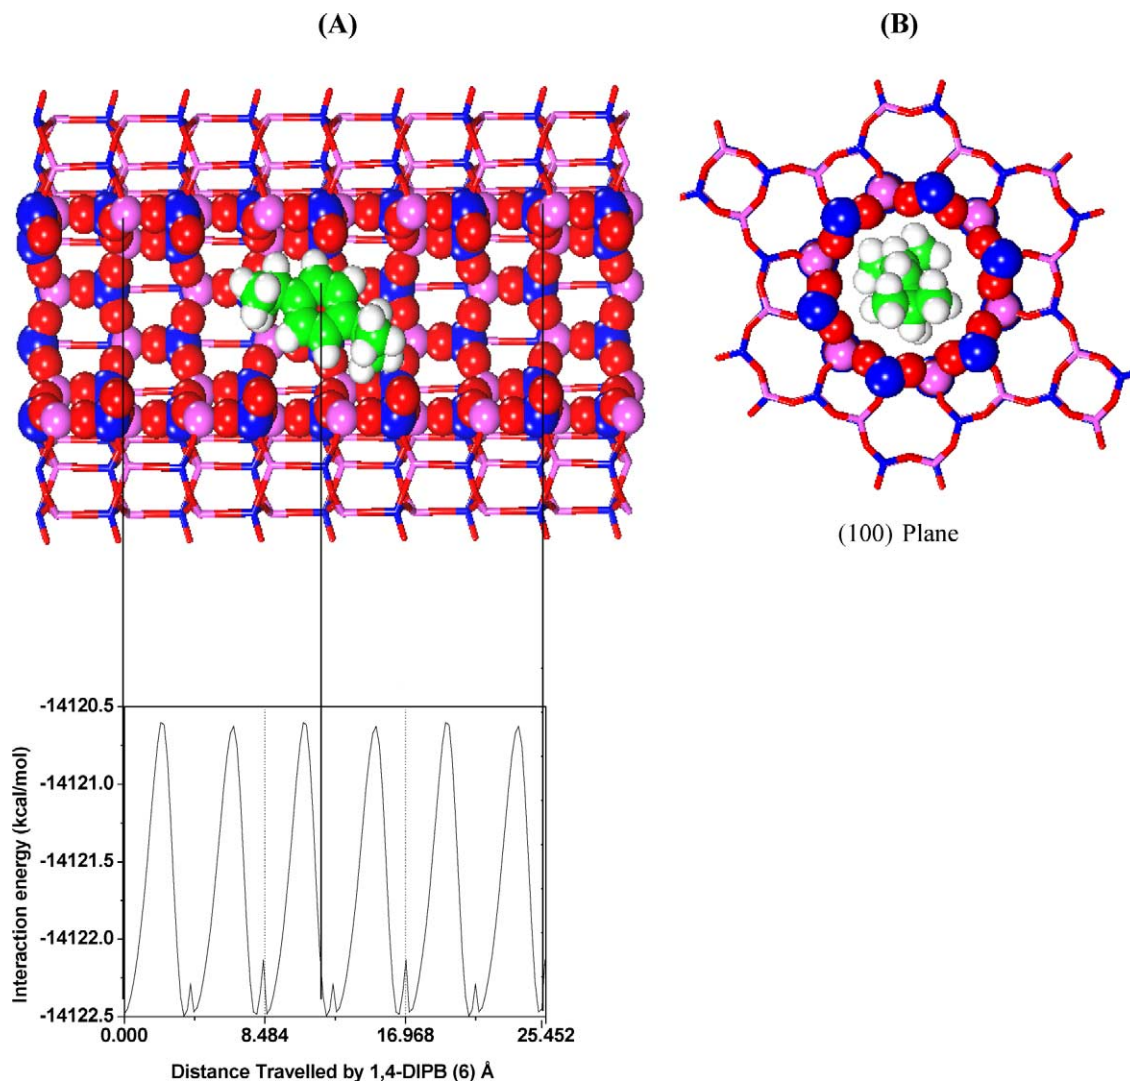 (A)
(B)
(100) Plane
Interaction energy (kcal/mol)
-14120.5
-14121.0
-14121.5
-14122.0
-14122.5
0.000
8.484
16.968
25.452
Distance Travelled by 1,4-DIPB (6) Å